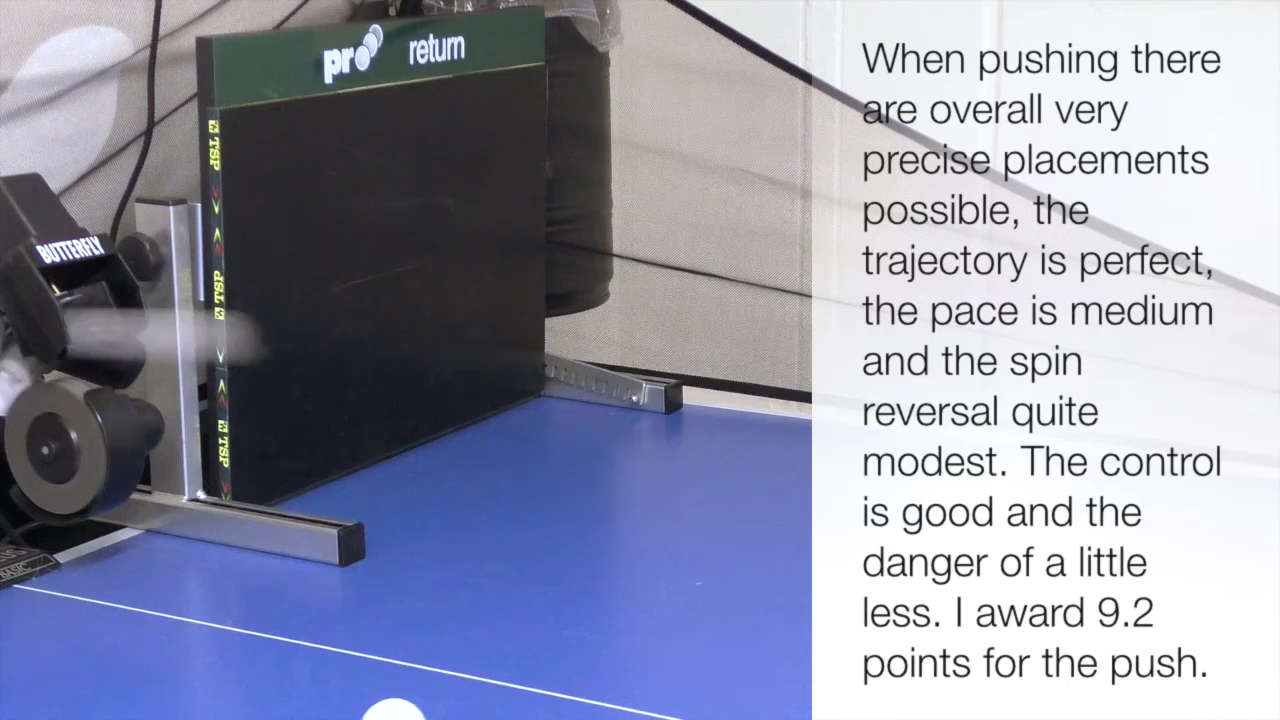 pro return
TSP
TSP
TSP
BUTTERFLY
BASIC
When pushing there
are overall very
precise placements
possible, the
trajectory is perfect,
the pace is medium
and the spin
reversal quite
modest. The control
is good and the
danger of a little
less. I award 9.2
points for the push.